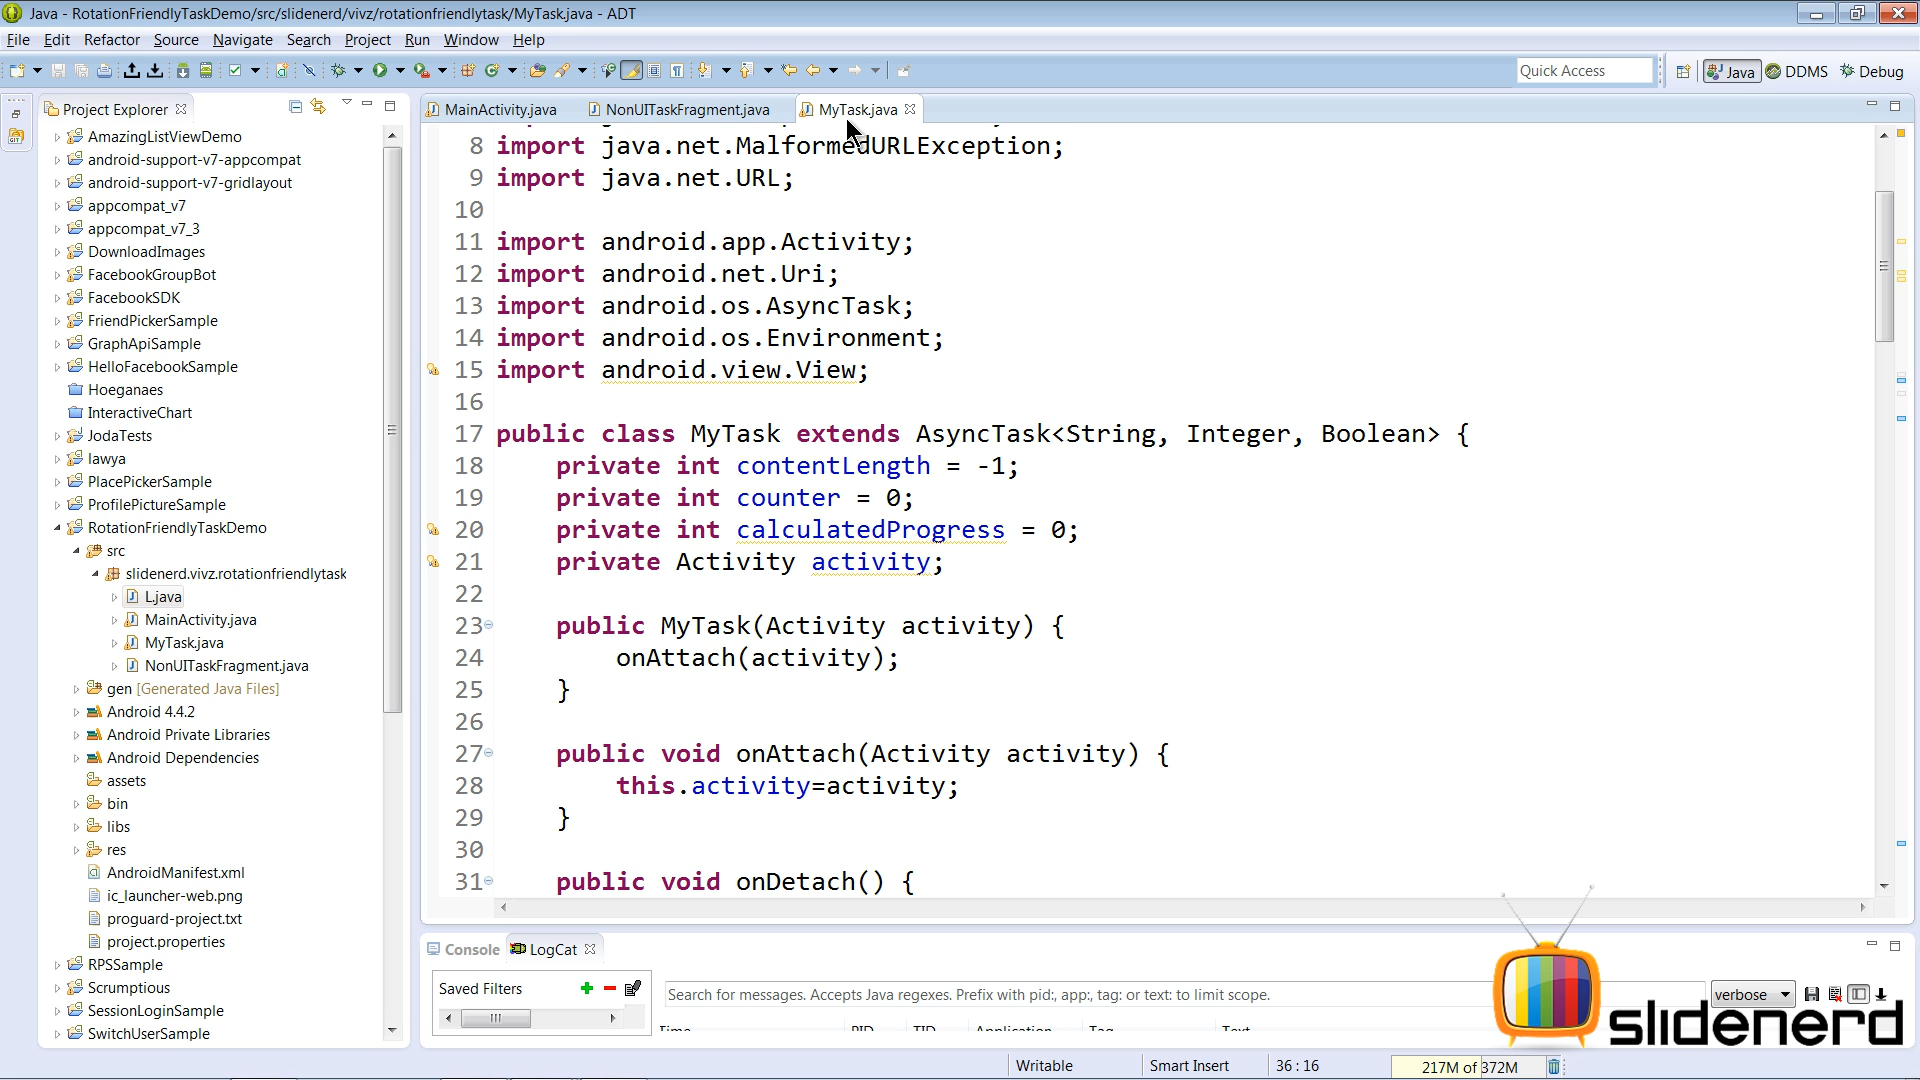 Java - RotationFriendlyTaskDemo/src/slidenerd/vivz/rotationfriendlytask/MyTask.java - ADT
File Edit Refactor Source Navigate Search Project Run Window Help
Quick Access
Java DDMS Debug
Project Explorer
AmazingListViewDemo
android-support-v7-appcompat
android-support-v7-gridlayout
appcompat_v7
appcompat_v7_3
DownloadImages
FacebookGroupBot
FacebookSDK
FriendPickerSample
GraphApiSample
HelloFacebookSample
Hoeganaes
InteractiveChart
JodaTests
lawya
PlacePickerSample
ProfilePictureSample
RotationFriendlyTaskDemo
src
slidenerd.vivz.rotationfriendlytask
L.java
MainActivity.java
MyTask.java
NonUITaskFragment.java
gen [Generated Java Files]
Android 4.4.2
Android Private Libraries
Android Dependencies
assets
bin
libs
res
AndroidManifest.xml
ic_launcher-web.png
proguard-project.txt
project.properties
RPSSample
Scrumptious
SessionLoginSample
SwitchUserSample
MainActivity.java NonUITaskFragment.java MyTask.java
8 import java.net.MalformedURLException;
9 import java.net.URL;
10
11 import android.app.Activity;
12 import android.net.Uri;
13 import android.os.AsyncTask;
14 import android.os.Environment;
15 import android.view.View;
16
17 public class MyTask extends AsyncTask<String, Integer, Boolean> {
18 private int contentLength = -1;
19 private int counter = 0;
20 private int calculatedProgress = 0;
21 private Activity activity;
22
23 public MyTask(Activity activity) {
24 onAttach(activity);
25 }
26
27 public void onAttach(Activity activity) {
28 this.activity=activity;
29 }
30
31 public void onDetach() {
Console LogCat
Saved Filters
Search for messages. Accepts Java regexes. Prefix with pid:, app:, tag: or text: to limit scope.
verbose
Time PID TID Application Tag Text
slidenerd
Writable Smart Insert 36 : 16 217M of 372M